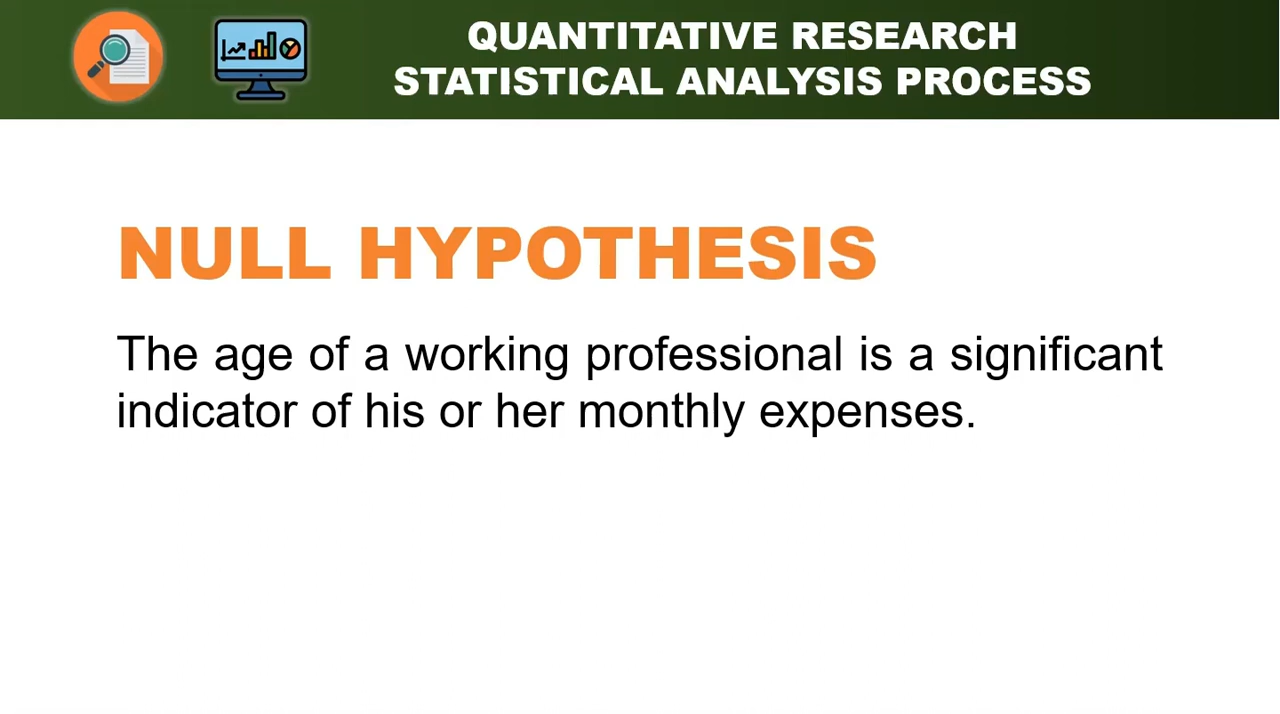 QUANTITATIVE RESEARCH
STATISTICAL ANALYSIS PROCESS
NULL HYPOTHESIS
The age of a working professional is a significant
indicator of his or her monthly expenses.